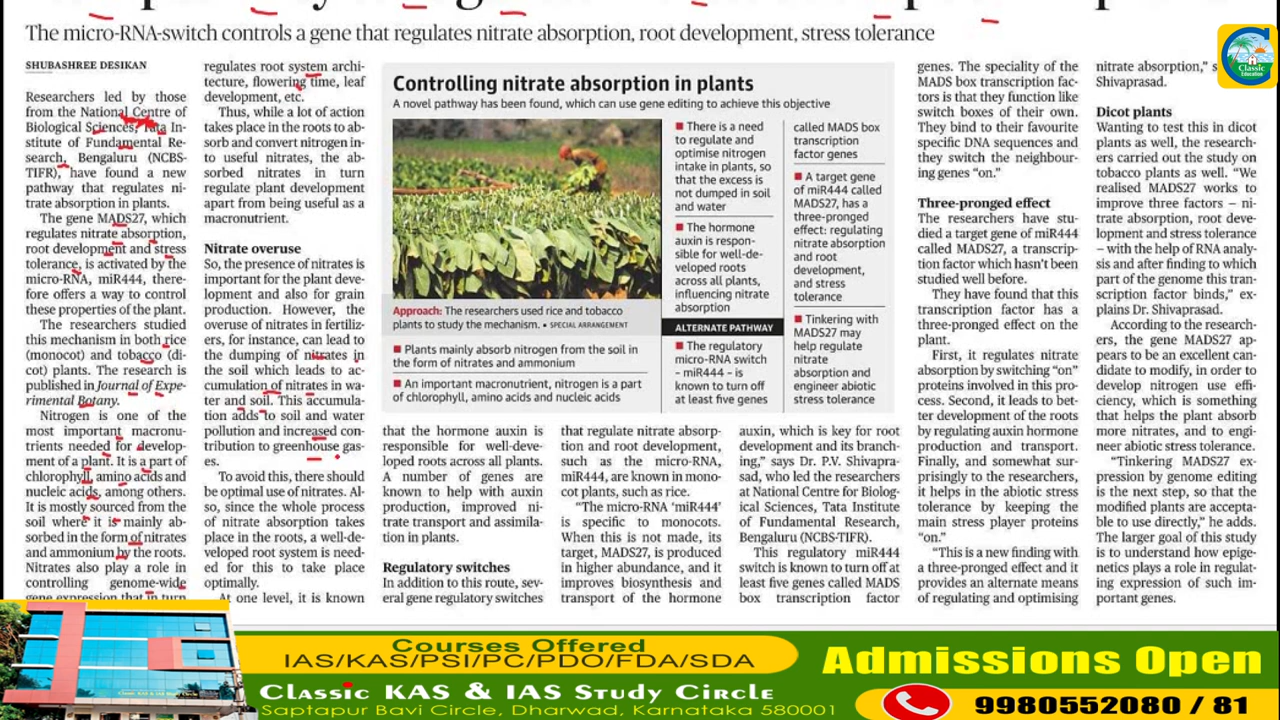 The micro-RNA-switch controls a gene that regulates nitrate absorption, root development, stress tolerance
SHUBASHREE DESIKAN
Researchers led by those
from the National Centre of
Biological Sciences, Tata In-
stitute of Fundamental Re-
search, Bengaluru (NCBS-
TIFR), have found a new
pathway that regulates ni-
trate absorption in plants.
The gene MADS27, which
regulates nitrate absorption,
root development and stress
tolerance, is activated by the
micro-RNA, miR444, there-
fore offers a way to control
these properties of the plant.
The researchers studied
this mechanism in both rice
(monocot) and tobacco (di-
cot) plants. The research is
published in Journal of Expe-
rimental Botany.
Nitrogen is one of the
most important macronu-
trients needed for develop-
ment of a plant. It is a part of
chlorophyll, amino acids and
nucleic acids, among others.
It is mostly sourced from the
soil where it is mainly ab-
sorbed in the form of nitrates
and ammonium by the roots.
Nitrates also play a role in
controlling genome-wide
gene expression that in turn
regulates root system archi-
tecture, flowering time, leaf
development, etc.
Thus, while a lot of action
takes place in the roots to ab-
sorb and convert nitrogen in-
to useful nitrates, the ab-
sorbed nitrates in turn
regulate plant development
apart from being useful as a
macronutrient.
Nitrate overuse
So, the presence of nitrates is
important for the plant deve-
lopment and also for grain
production. However, the
overuse of nitrates in fertiliz-
ers, for instance, can lead to
the dumping of nitrates in
the soil which leads to ac-
cumulation of nitrates in wa-
ter and soil. This accumula-
tion adds to soil and water
pollution and increased con-
tribution to greenhouse gas-
es.
To avoid this, there should
be optimal use of nitrates. Al-
so, since the whole process
of nitrate absorption takes
place in the roots, a well-de-
veloped root system is need-
ed for this to take place
optimally.
At one level, it is known
Controlling nitrate absorption in plants
A novel pathway has been found, which can use gene editing to achieve this objective
Approach: The researchers used rice and tobacco
plants to study the mechanism. • SPECIAL ARRANGEMENT
■ Plants mainly absorb nitrogen from the soil in
the form of nitrates and ammonium
■ An important macronutrient, nitrogen is a part
of chlorophyll, amino acids and nucleic acids
■ There is a need
to regulate and
optimise nitrogen
intake in plants, so
that the excess is
not dumped in soil
and water
■ The hormone
auxin is respon-
sible for well-de-
veloped roots
across all plants,
influencing nitrate
absorption
ALTERNATE PATHWAY
■ The regulatory
micro-RNA switch
– miR444 – is
known to turn off
at least five genes
called MADS box
transcription
factor genes
■ A target gene
of miR444 called
MADS27, has a
three-pronged
effect: regulating
nitrate absorption
and root
development,
and stress
tolerance
■ Tinkering with
MADS27 may
help regulate
nitrate
absorption and
engineer abiotic
stress tolerance
that the hormone auxin is
responsible for well-deve-
loped roots across all plants.
A number of genes are
known to help with auxin
production, improved ni-
trate transport and assimila-
tion in plants.
Regulatory switches
In addition to this route, sev-
eral gene regulatory switches
that regulate nitrate absorp-
tion and root development,
such as the micro-RNA,
miR444, are known in mono-
cot plants, such as rice.
“The micro-RNA ‘miR444’
is specific to monocots.
When this is not made, its
target, MADS27, is produced
in higher abundance, and it
improves biosynthesis and
transport of the hormone
auxin, which is key for root
development and its branch-
ing,” says Dr. P.V. Shivapra-
sad, who led the researchers
at National Centre for Biolog-
ical Sciences, Tata Institute
of Fundamental Research,
Bengaluru (NCBS-TIFR).
This regulatory miR444
switch is known to turn off at
least five genes called MADS
box transcription factor
genes. The speciality of the
MADS box transcription fac-
tors is that they function like
switch boxes of their own.
They bind to their favourite
specific DNA sequences and
they switch the neighbour-
ing genes “on.”
Three-pronged effect
The researchers have stu-
died a target gene of miR444
called MADS27, a transcrip-
tion factor which hasn’t been
studied well before.
They have found that this
transcription factor has a
three-pronged effect on the
plant.
First, it regulates nitrate
absorption by switching “on”
proteins involved in this pro-
cess. Second, it leads to bet-
ter development of the roots
by regulating auxin hormone
production and transport.
Finally, and somewhat sur-
prisingly to the researchers,
it helps in the abiotic stress
tolerance by keeping the
main stress player proteins
“on.”
“This is a new finding with
a three-pronged effect and it
provides an alternate means
of regulating and optimising
nitrate absorption,” s
Shivaprasad.
Dicot plants
Wanting to test this in dicot
plants as well, the research-
ers carried out the study on
tobacco plants as well. “We
realised MADS27 works to
improve three factors – ni-
trate absorption, root deve-
lopment and stress tolerance
– with the help of RNA analy-
sis and after finding to which
part of the genome this tran-
scription factor binds,” ex-
plains Dr. Shivaprasad.
According to the research-
ers, the gene MADS27 ap-
pears to be an excellent can-
didate to modify, in order to
develop nitrogen use effi-
ciency, which is something
that helps the plant absorb
more nitrates, and to engi-
neer abiotic stress tolerance.
“Tinkering MADS27 ex-
pression by genome editing
is the next step, so that the
modified plants are accepta-
ble to use directly,” he adds.
The larger goal of this study
is to understand how epige-
netics plays a role in regulat-
ing expression of such im-
portant genes.
Classic
Education
Courses Offered
IAS/KAS/PSI/PC/PDO/FDA/SDA
Classic KAS & IAS Study Circle
Saptapur Bavi Circle, Dharwad, Karnataka 580001
Admissions Open
9980552080 / 81